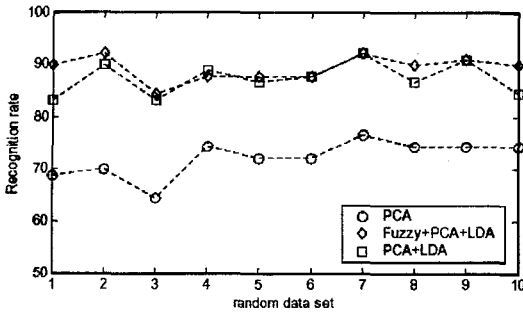 100
90
80
70
60
50
Recognition rate
1 2 3 4 5 6 7 8 9 10
random data set
PCA
Fuzzy+PCA+LDA
PCA+LDA